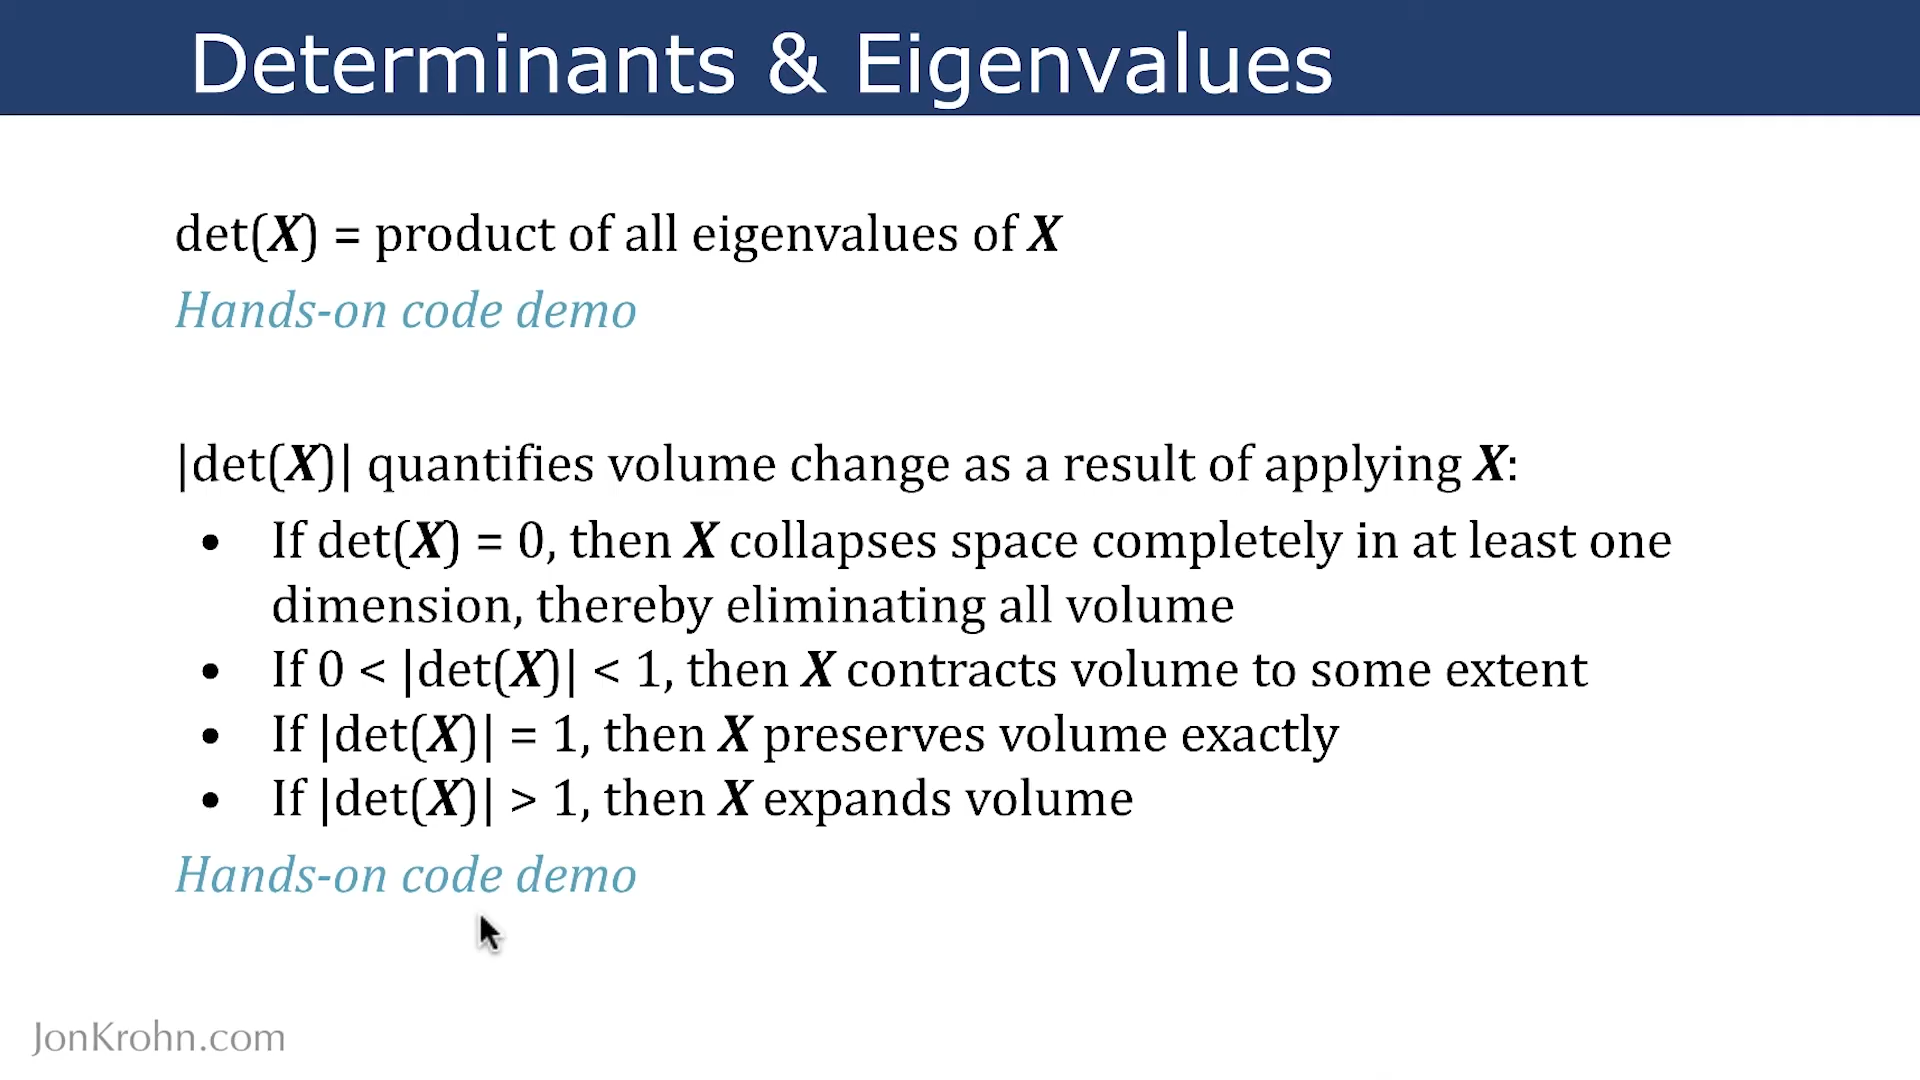 Determinants & Eigenvalues
det(X) = product of all eigenvalues of X
Hands-on code demo
|det(X)| quantifies volume change as a result of applying X:
• If det(X) = 0, then X collapses space completely in at least one
dimension, thereby eliminating all volume
• If 0 < |det(X)| < 1, then X contracts volume to some extent
• If |det(X)| = 1, then X preserves volume exactly
• If |det(X)| > 1, then X expands volume
Hands-on code demo
JonKrohn.com